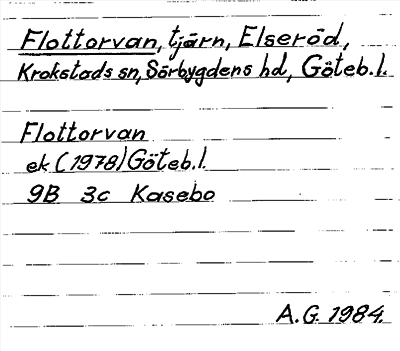 Flottorvan, tjärn, Elseröd,
Krokstads sn, Sörbygdens hd, Göteb.l.
Flottorvan
ek (1978) Göteb.l.
9B 3c Kasebo
A.G. 1984.